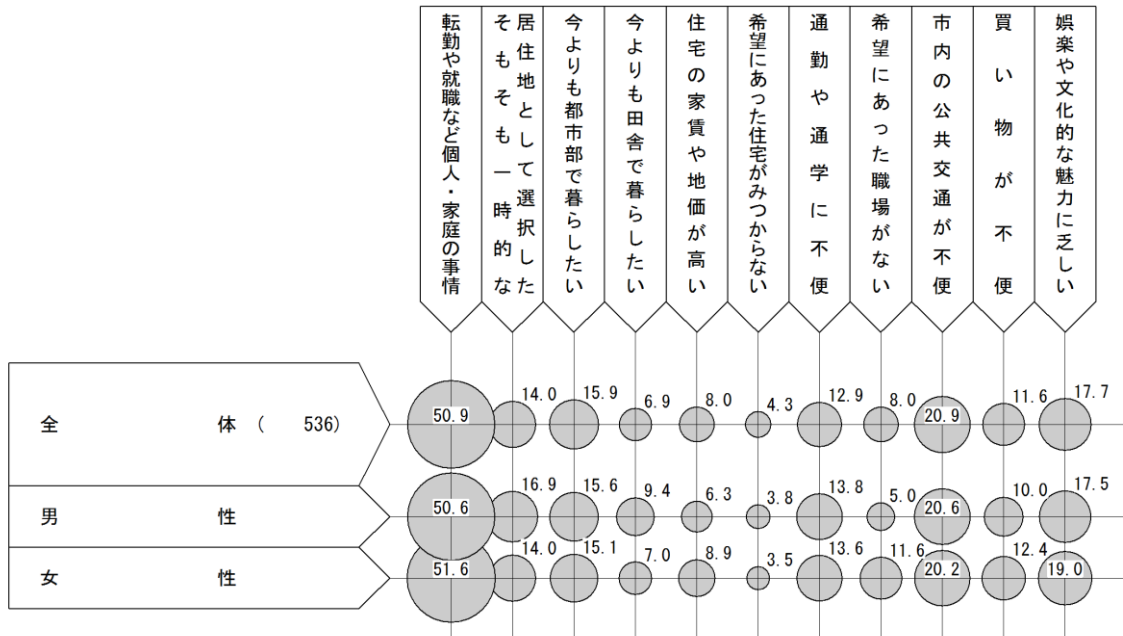 転勤や就職など個人・家庭の事情
居住地として選択した
そもそも一時的な
今よりも都市部で暮らしたい
今よりも田舎で暮らしたい
住宅の家賃や地価が高い
希望にあった住宅がみつからない
通勤や通学に不便
希望にあった職場がない
市内の公共交通が不便
買い物が不便
娯楽や文化的な魅力に乏しい
全体(536) 50.9 14.0 15.9 6.9 8.0 4.3 12.9 8.0 20.9 11.6 17.7
男性 50.6 16.9 15.6 9.4 6.3 3.8 13.8 5.0 20.6 10.0 17.5
女性 51.6 14.0 15.1 7.0 8.9 3.5 13.6 11.6 20.2 12.4 19.0